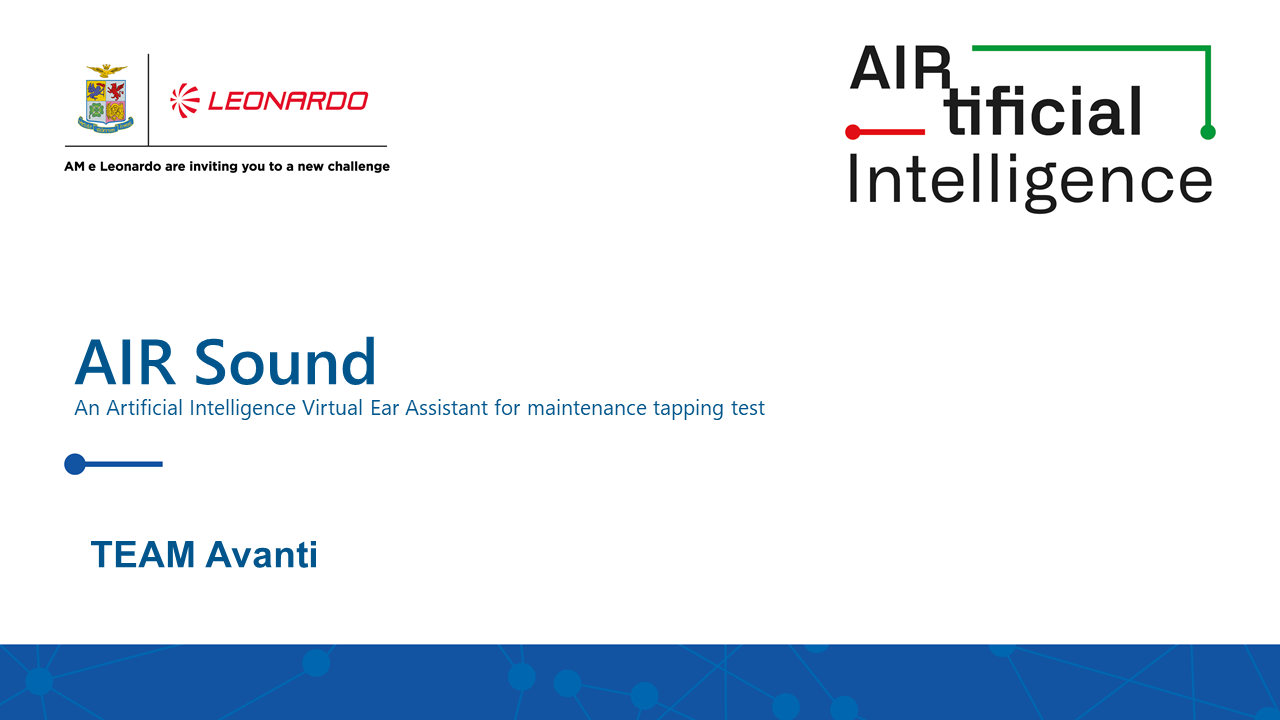 LEONARDO
AM e Leonardo are inviting you to a new challenge
AIR
tificial
Intelligence
AIR Sound
An Artificial Intelligence Virtual Ear Assistant for maintenance tapping test
TEAM Avanti